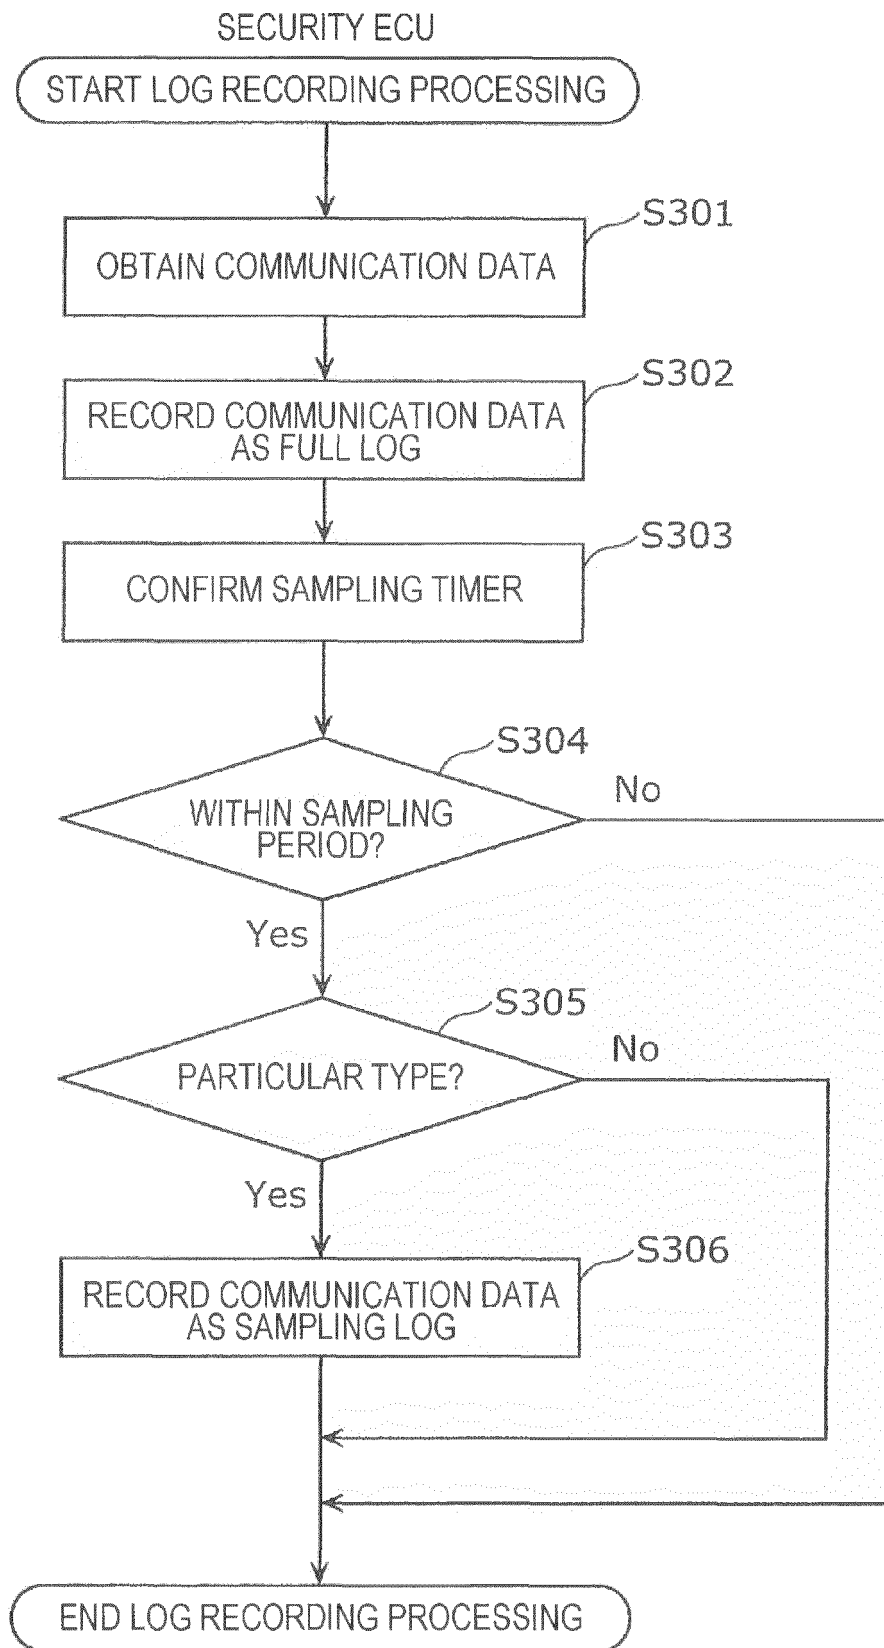 SECURITY ECU
START LOG RECORDING PROCESSING
S301
OBTAIN COMMUNICATION DATA
S302
RECORD COMMUNICATION DATA
AS FULL LOG
S303
CONFIRM SAMPLING TIMER
S304
No
WITHIN SAMPLING
PERIOD?
Yes
S305
No
PARTICULAR TYPE?
Yes
S306
RECORD COMMUNICATION DATA
AS SAMPLING LOG
END LOG RECORDING PROCESSING